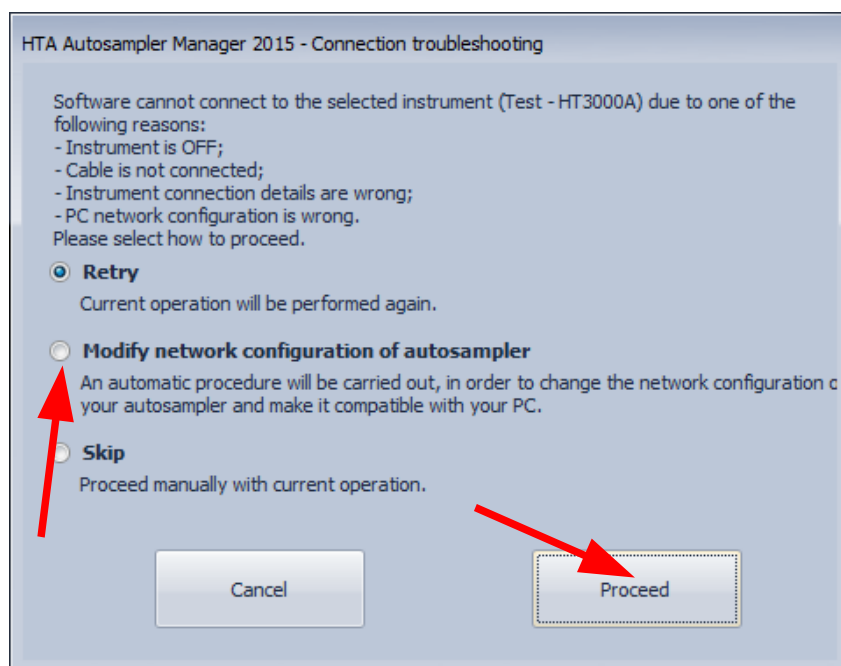 HTA Autosampler Manager 2015 - Connection troubleshooting
Software cannot connect to the selected instrument (Test - HT3000A) due to one of the
following reasons:
- Instrument is OFF;
- Cable is not connected;
- Instrument connection details are wrong;
- PC network configuration is wrong.
Please select how to proceed.
Retry
Current operation will be performed again.
Modify network configuration of autosampler
An automatic procedure will be carried out, in order to change the network configuration o
your autosampler and make it compatible with your PC.
Skip
Proceed manually with current operation.
Cancel
Proceed